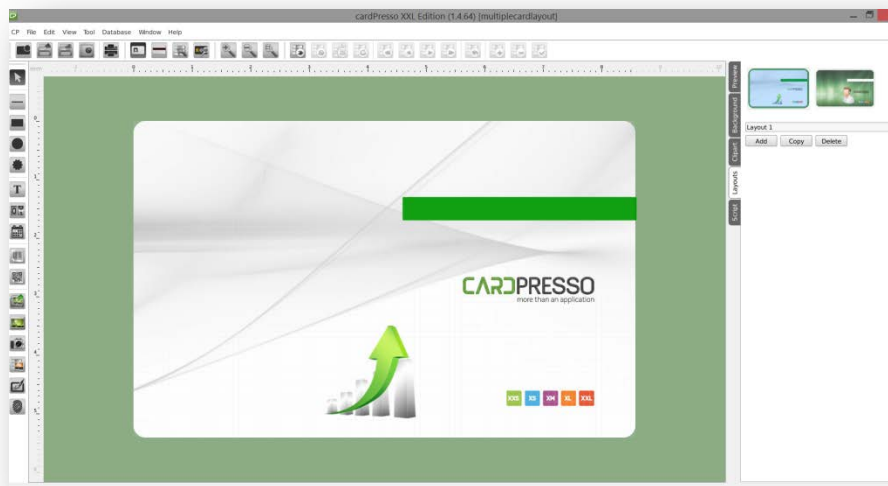 cardPresso XXL Edition (1.4.64) [multiplecardlayout]
CP File Edit View Tool Database Window Help
Preview
Background
Clipart
Layouts
Script
Layout 1
Add Copy Delete
CARDPRESSO
more than an application
XXS XS XM XL XXL